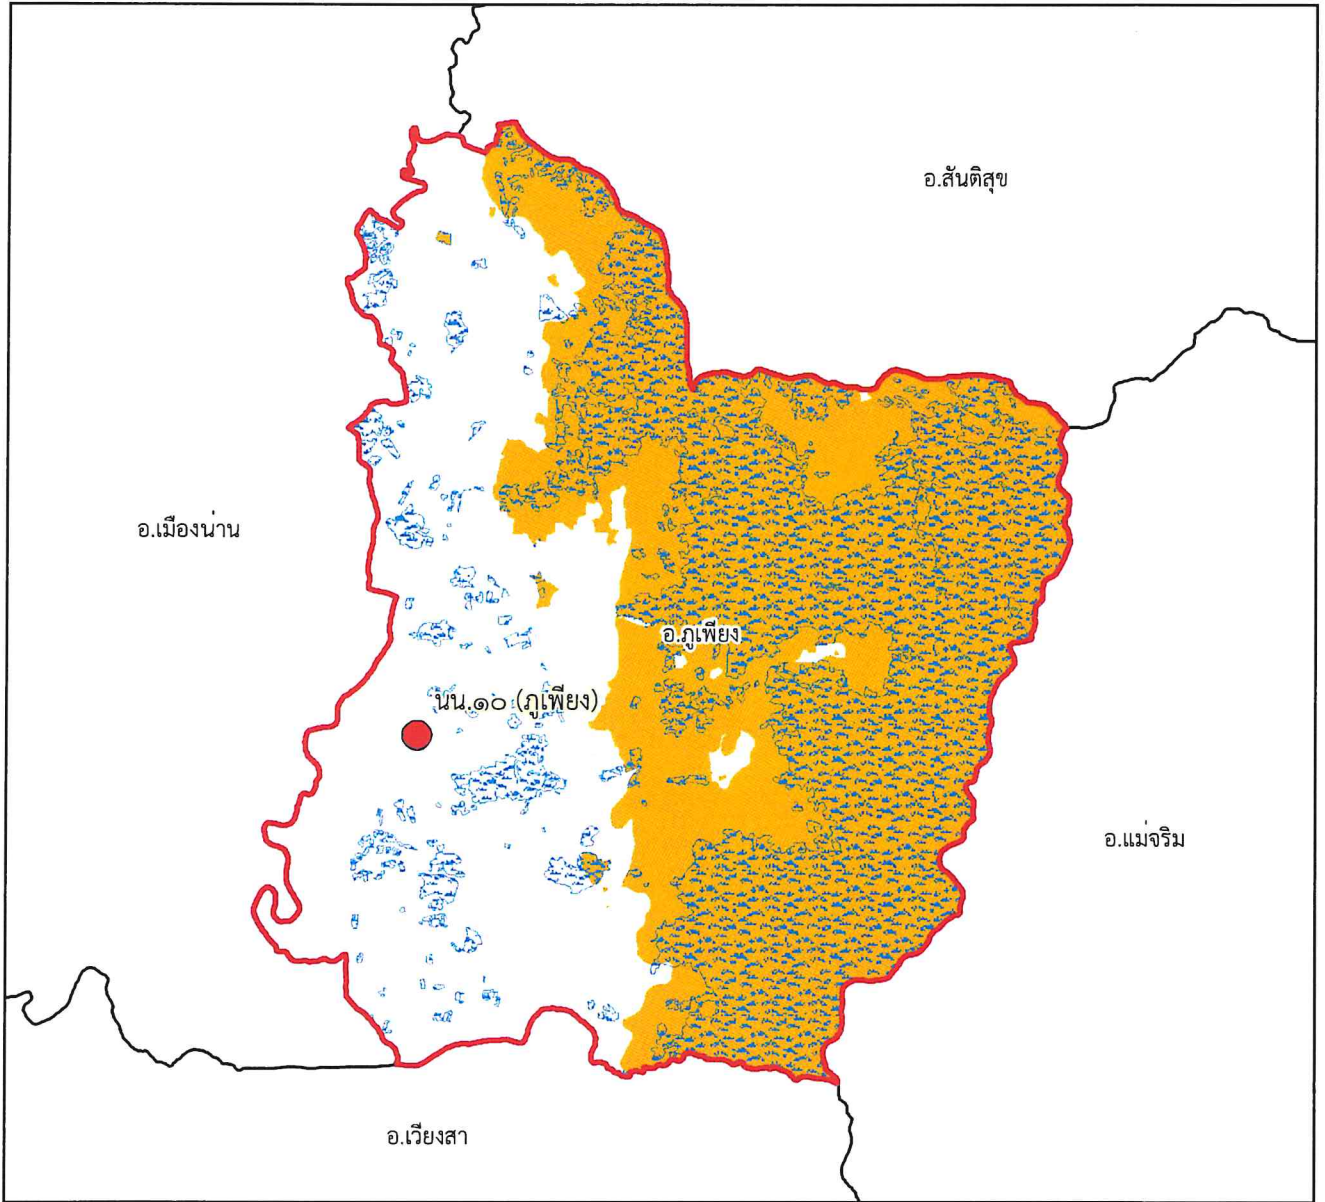 อ.สันติสุข
อ.เมืองน่าน
อ.ภูเพียง
นน.๑๐ (ภูเพียง)
อ.แม่จริม
อ.เวียงสา